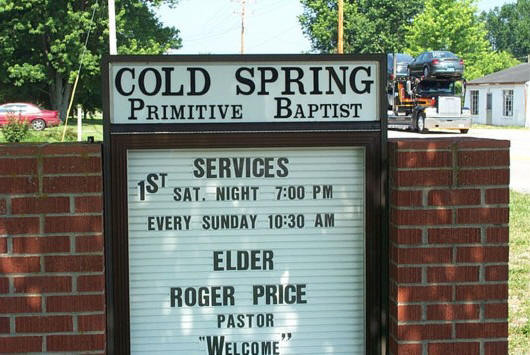 COLD SPRING
PRIMITIVE BAPTIST
SERVICES
1ST SAT. NIGHT 7:00 PM
EVERY SUNDAY 10:30 AM
ELDER
ROGER PRICE
PASTOR
"WELCOME"